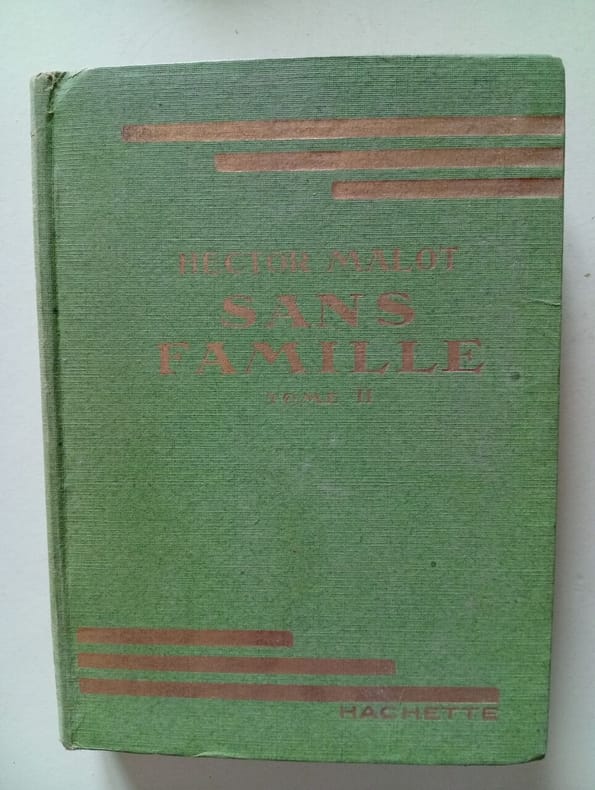 HECTOR MALOT
SANS
FAMILLE
TOME II
HACHETTE